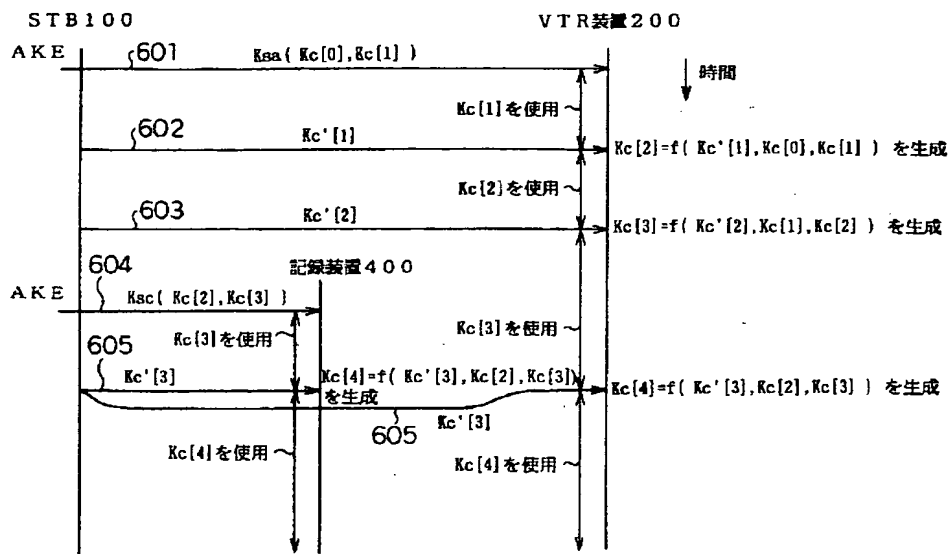 STB100 VTR装置200
AKE 601 Ksa( Kc[0],Kc[1] )
時間
Kc[1]を使用
602 Kc'[1] Kc[2]=f( Kc'[1],Kc[0],Kc[1] ) を生成
Kc[2]を使用
603 Kc'[2] Kc[3]=f( Kc'[2],Kc[1],Kc[2] ) を生成
604 記録装置400
AKE Ksc( Kc[2],Kc[3] )
Kc[3]を使用 Kc[3]を使用
605 Kc'[3] Kc[4]=f( Kc'[3],Kc[2],Kc[3]) Kc[4]=f( Kc'[3],Kc[2],Kc[3] ) を生成
を生成
605 Kc'[3]
Kc[4]を使用 Kc[4]を使用